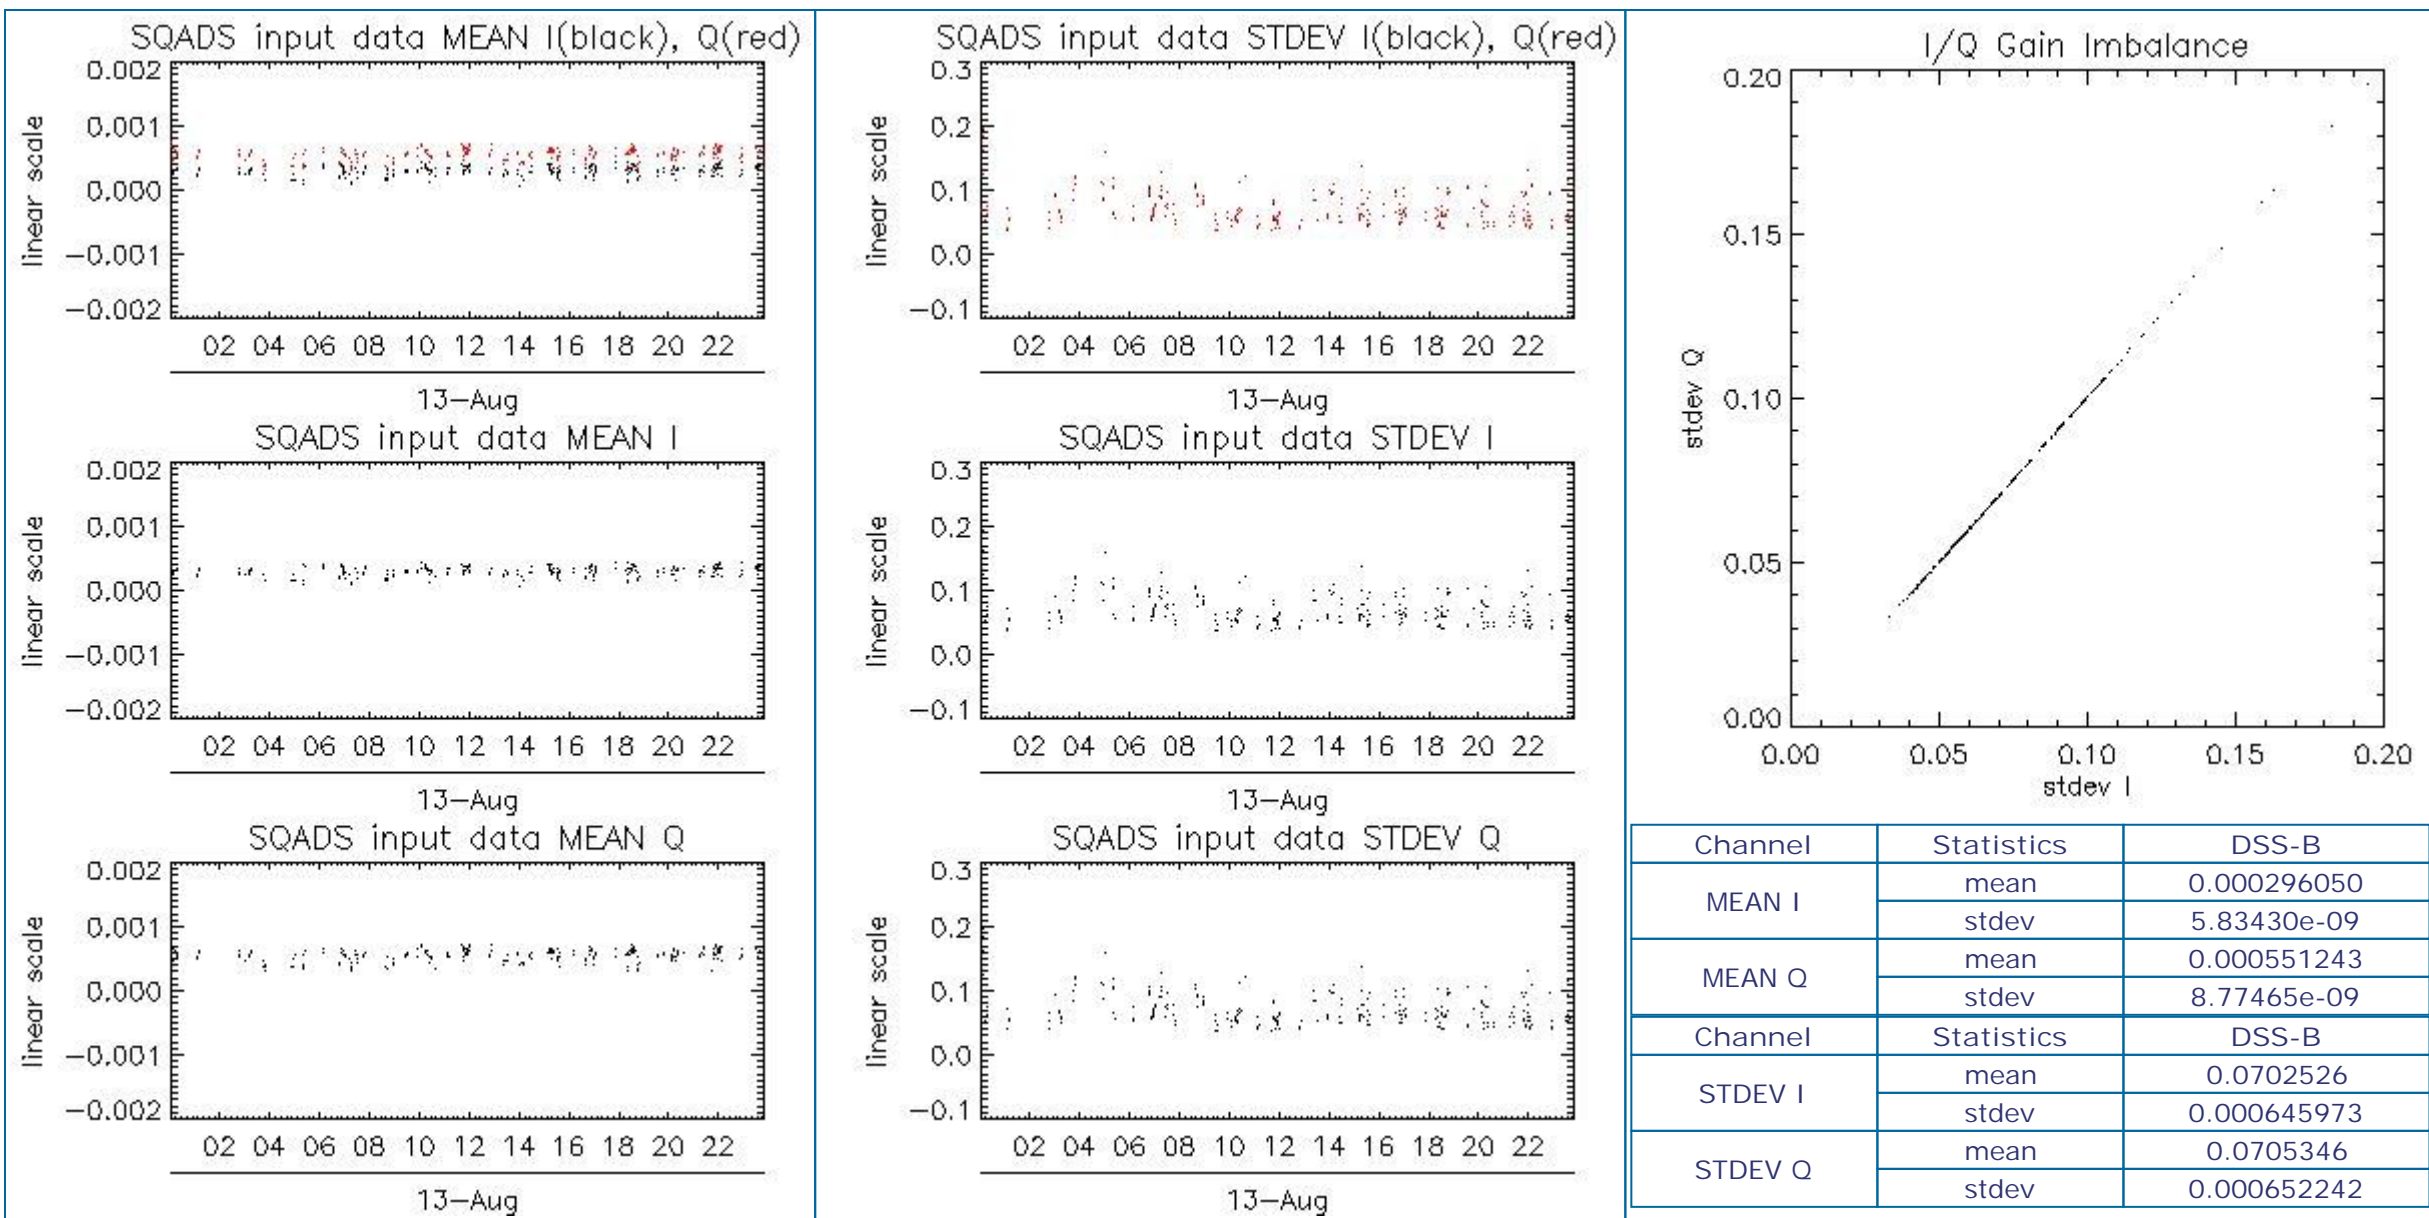 SQADS input data MEAN I(black), Q(red)
0.002
0.001
0.000
−0.001
−0.002
linear scale
02 04 06 08 10 12 14 16 18 20 22
13−Aug
SQADS input data MEAN I
0.002
0.001
0.000
−0.001
−0.002
linear scale
02 04 06 08 10 12 14 16 18 20 22
13−Aug
SQADS input data MEAN Q
0.002
0.001
0.000
−0.001
−0.002
linear scale
02 04 06 08 10 12 14 16 18 20 22
13−Aug
SQADS input data STDEV I(black), Q(red)
0.3
0.2
0.1
0.0
−0.1
linear scale
02 04 06 08 10 12 14 16 18 20 22
13−Aug
SQADS input data STDEV I
0.3
0.2
0.1
0.0
−0.1
linear scale
02 04 06 08 10 12 14 16 18 20 22
13−Aug
SQADS input data STDEV Q
0.3
0.2
0.1
0.0
−0.1
linear scale
02 04 06 08 10 12 14 16 18 20 22
13−Aug
I/Q Gain Imbalance
0.20
0.15
0.10
0.05
0.00
stdev Q
0.00 0.05 0.10 0.15 0.20
stdev I
Channel Statistics DSS-B
MEAN I mean 0.000296050
stdev 5.83430e-09
MEAN Q mean 0.000551243
stdev 8.77465e-09
Channel Statistics DSS-B
STDEV I mean 0.0702526
stdev 0.000645973
STDEV Q mean 0.0705346
stdev 0.000652242